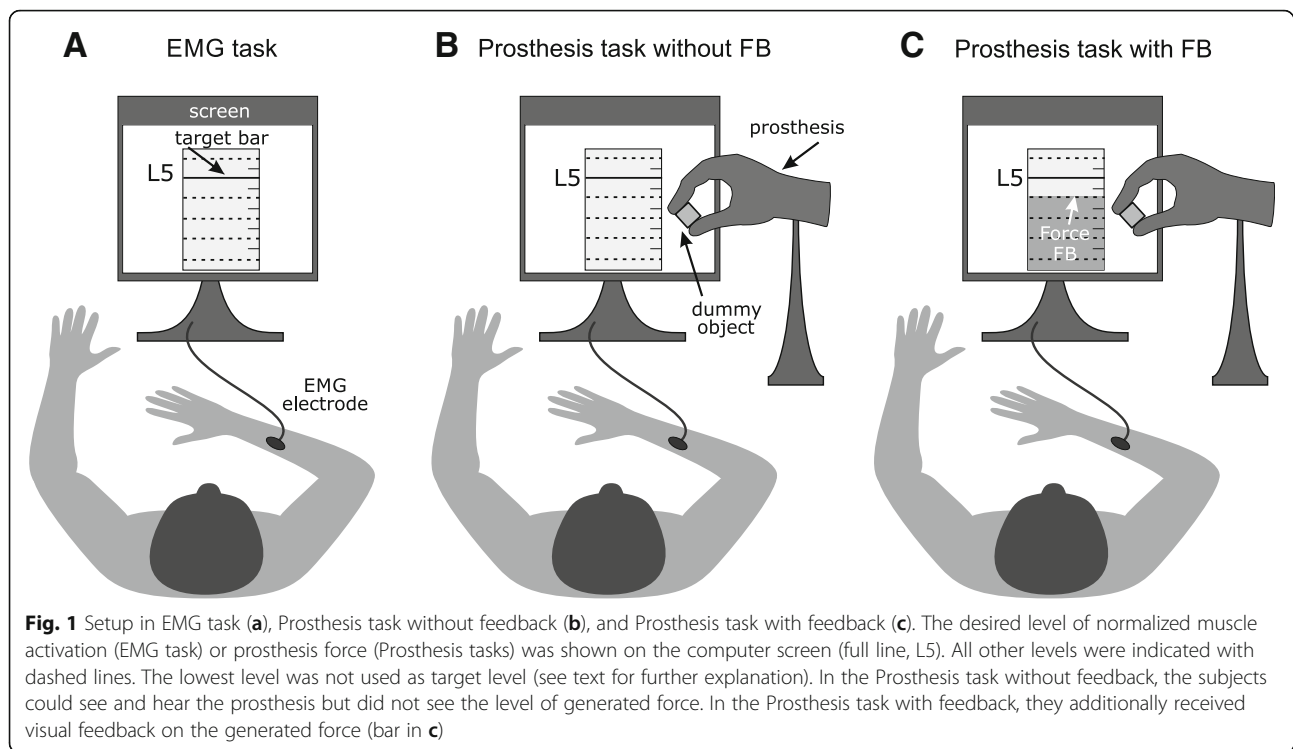 A EMG task
B Prosthesis task without FB
C Prosthesis task with FB
screen
target bar
L5
EMG
electrode
prosthesis
L5
dummy
object
L5
Force
FB
Fig. 1 Setup in EMG task (a), Prosthesis task without feedback (b), and Prosthesis task with feedback (c). The desired level of normalized muscle
activation (EMG task) or prosthesis force (Prosthesis tasks) was shown on the computer screen (full line, L5). All other levels were indicated with
dashed lines. The lowest level was not used as target level (see text for further explanation). In the Prosthesis task without feedback, the subjects
could see and hear the prosthesis but did not see the level of generated force. In the Prosthesis task with feedback, they additionally received
visual feedback on the generated force (bar in c)